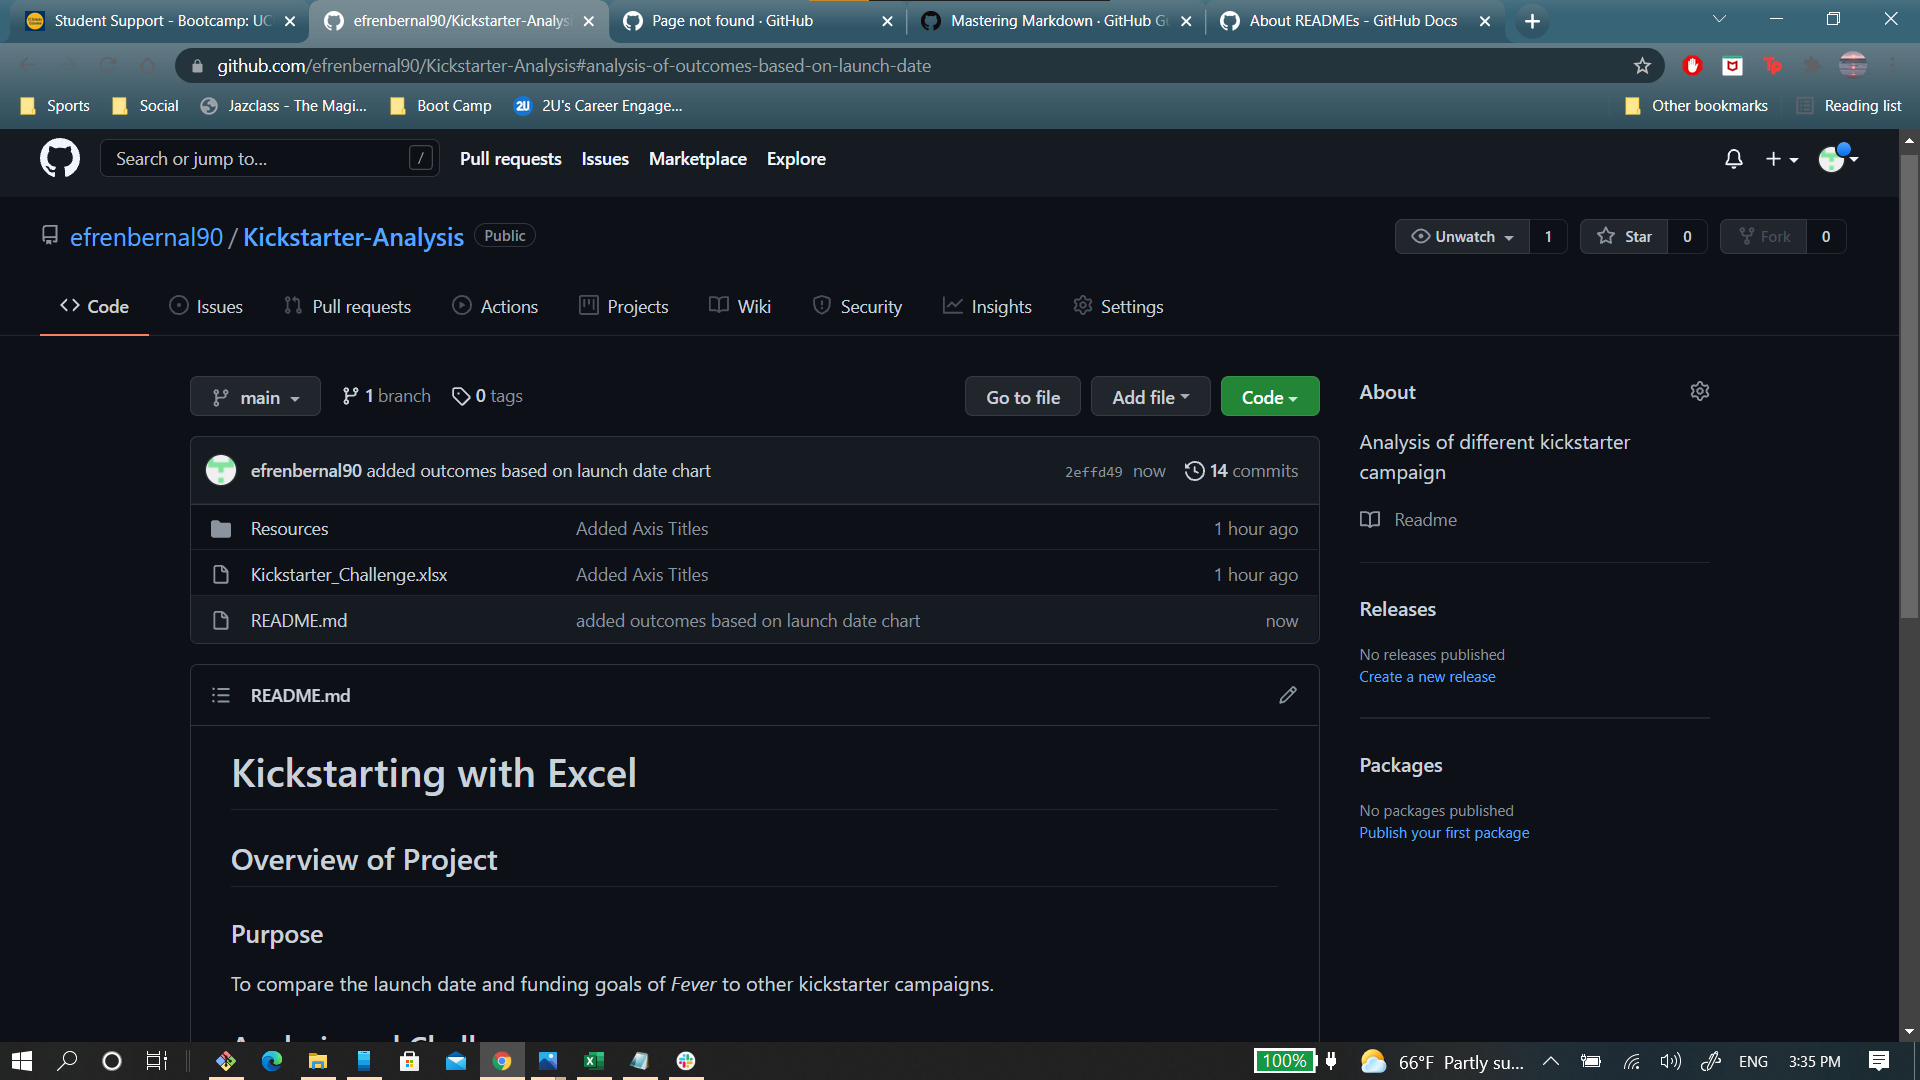 Student Support - Bootcamp: UC
efrenbernal90/Kickstarter-Analysi
Page not found · GitHub
Mastering Markdown · GitHub G
About READMEs - GitHub Docs
github.com/efrenbernal90/Kickstarter-Analysis#analysis-of-outcomes-based-on-launch-date
Sports
Social
Jazclass - The Magi...
Boot Camp
2U
2U's Career Engage...
Other bookmarks
Reading list
Search or jump to...
/
Pull requests
Issues
Marketplace
Explore
efrenbernal90 / Kickstarter-Analysis
Public
Unwatch
1
Star
0
Fork
0
Code
Issues
Pull requests
Actions
Projects
Wiki
Security
Insights
Settings
main
1 branch
0 tags
Go to file
Add file
Code
efrenbernal90 added outcomes based on launch date chart
2effd49 now
14 commits
Resources
Added Axis Titles
1 hour ago
Kickstarter_Challenge.xlsx
Added Axis Titles
1 hour ago
README.md
added outcomes based on launch date chart
now
README.md
Kickstarting with Excel
Overview of Project
Purpose
To compare the launch date and funding goals of Fever to other kickstarter campaigns.
About
Analysis of different kickstarter
campaign
Readme
Releases
No releases published
Create a new release
Packages
No packages published
Publish your first package
100%
66°F Partly su...
ENG
3:35 PM